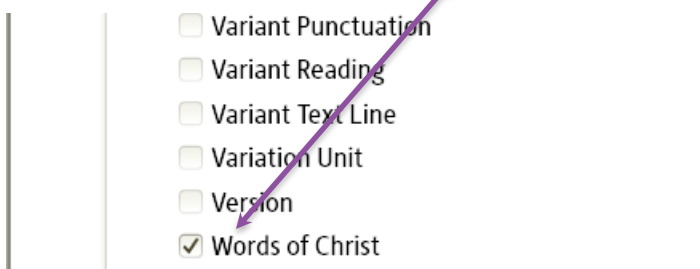 Variant Punctuation
Variant Reading
Variant Text Line
Variation Unit
Version
Words of Christ